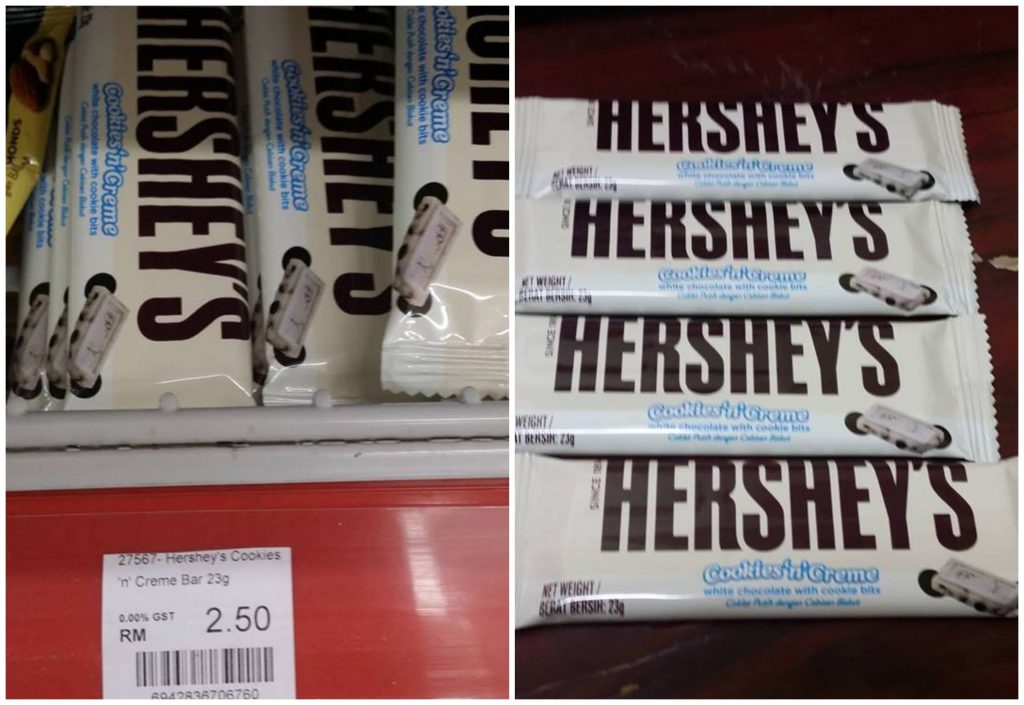 HERSHEY'S
Cookies'n'Creme
white chocolate with cookie bits
HERSHEY'S
Cookies'n'Creme
white chocolate with cookie bits
Cookies'n'Creme
chocolate with cookie bits
27567- Hershey's Cookies
'n' Creme Bar 23g
0.00% GST
RM 2.50
6942836706760
HERSHEY'S
Cookies'n'Creme
white chocolate with cookie bits
NET WEIGHT /
BERAT BERSIH: 23g
SINCE
HERSHEY'S
Cookies'n'Creme
white chocolate with cookie bits
NET WEIGHT /
BERAT BERSIH: 23g
SINCE
HERSHEY'S
Cookies'n'Creme
white chocolate with cookie bits
WEIGHT /
BERSIH: 23g
SINCE
HERSHEY'S
Cookies'n'Creme
white chocolate with cookie bits
NET WEIGHT /
BERAT BERSIH: 23g